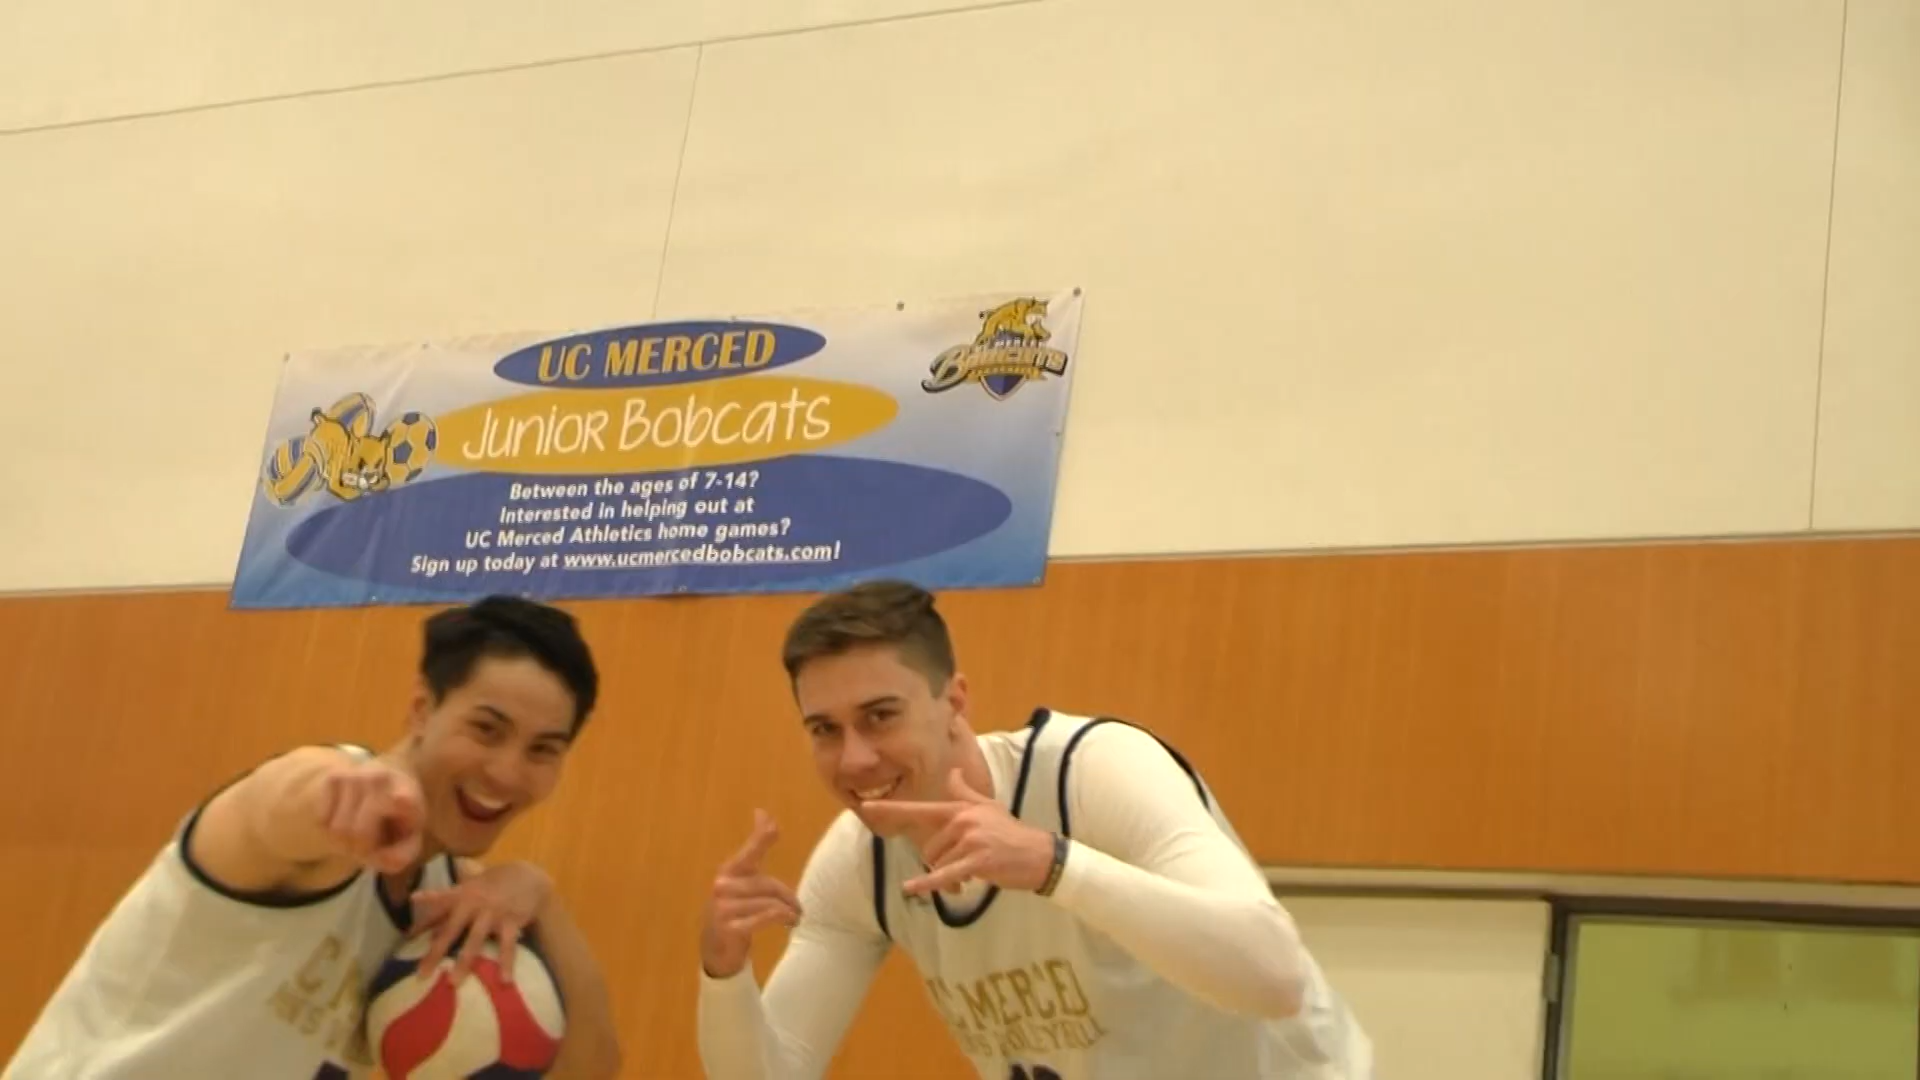 UC MERCED
Junior Bobcats
Between the ages of 7-14?
Interested in helping out at
UC Merced Athletics home games?
Sign up today at www.ucmercedbobcats.com!
Bobcats
C M
UC MERCED